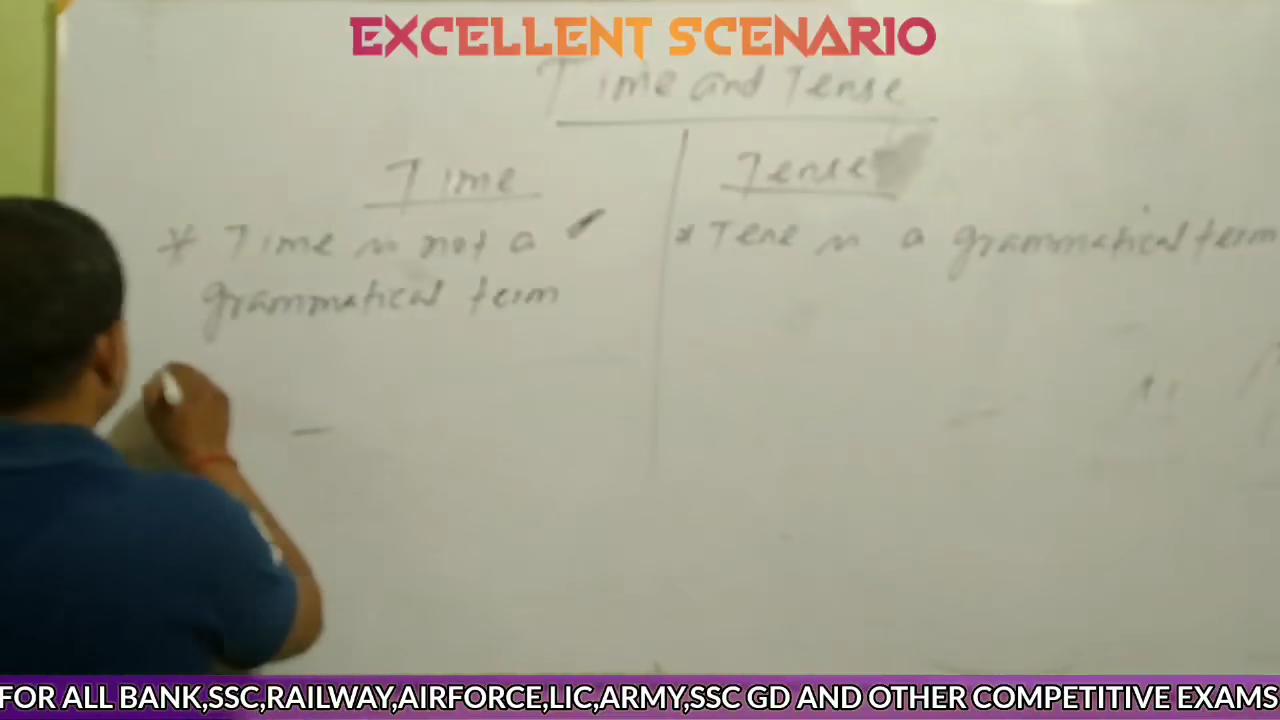 EXCELLENT SCENARIO
Time and Tense
Time
Tense
* Time is not a
grammatical term
* Tene is a grammatical term
FOR ALL BANK,SSC,RAILWAY,AIRFORCE,LIC,ARMY,SSC GD AND OTHER COMPETITIVE EXAMS